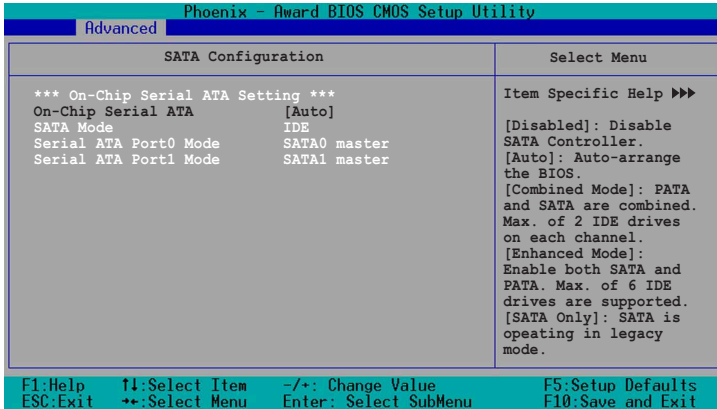 Phoenix - Award BIOS CMOS Setup Utility
Advanced
SATA Configuration
Select Menu
*** On-Chip Serial ATA Setting ***
On-Chip Serial ATA [Auto]
SATA Mode IDE
Serial ATA Port0 Mode SATA0 master
Serial ATA Port1 Mode SATA1 master
Item Specific Help ▶▶▶
[Disabled]: Disable
SATA Controller.
[Auto]: Auto-arrange
the BIOS.
[Combined Mode]: PATA
and SATA are combined.
Max. of 2 IDE drives
on each channel.
[Enhanced Mode]:
Enable both SATA and
PATA. Max. of 6 IDE
drives are supported.
[SATA Only]: SATA is
operating in legacy
mode.
F1:Help ↑↓:Select Item -/+: Change Value F5:Setup Defaults
ESC:Exit →←:Select Menu Enter: Select SubMenu F10:Save and Exit